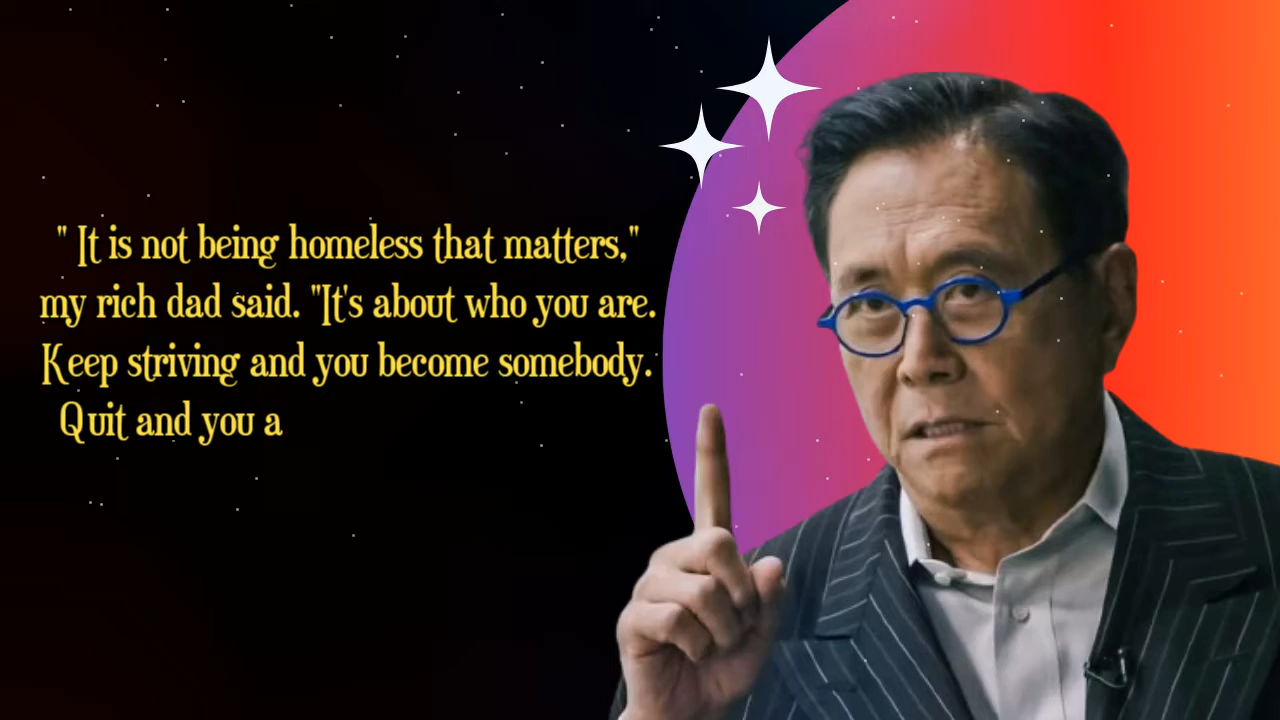 " It is not being homeless that matters,"
my rich dad said. "It's about who you are.
Keep striving and you become somebody.
Quit and you a